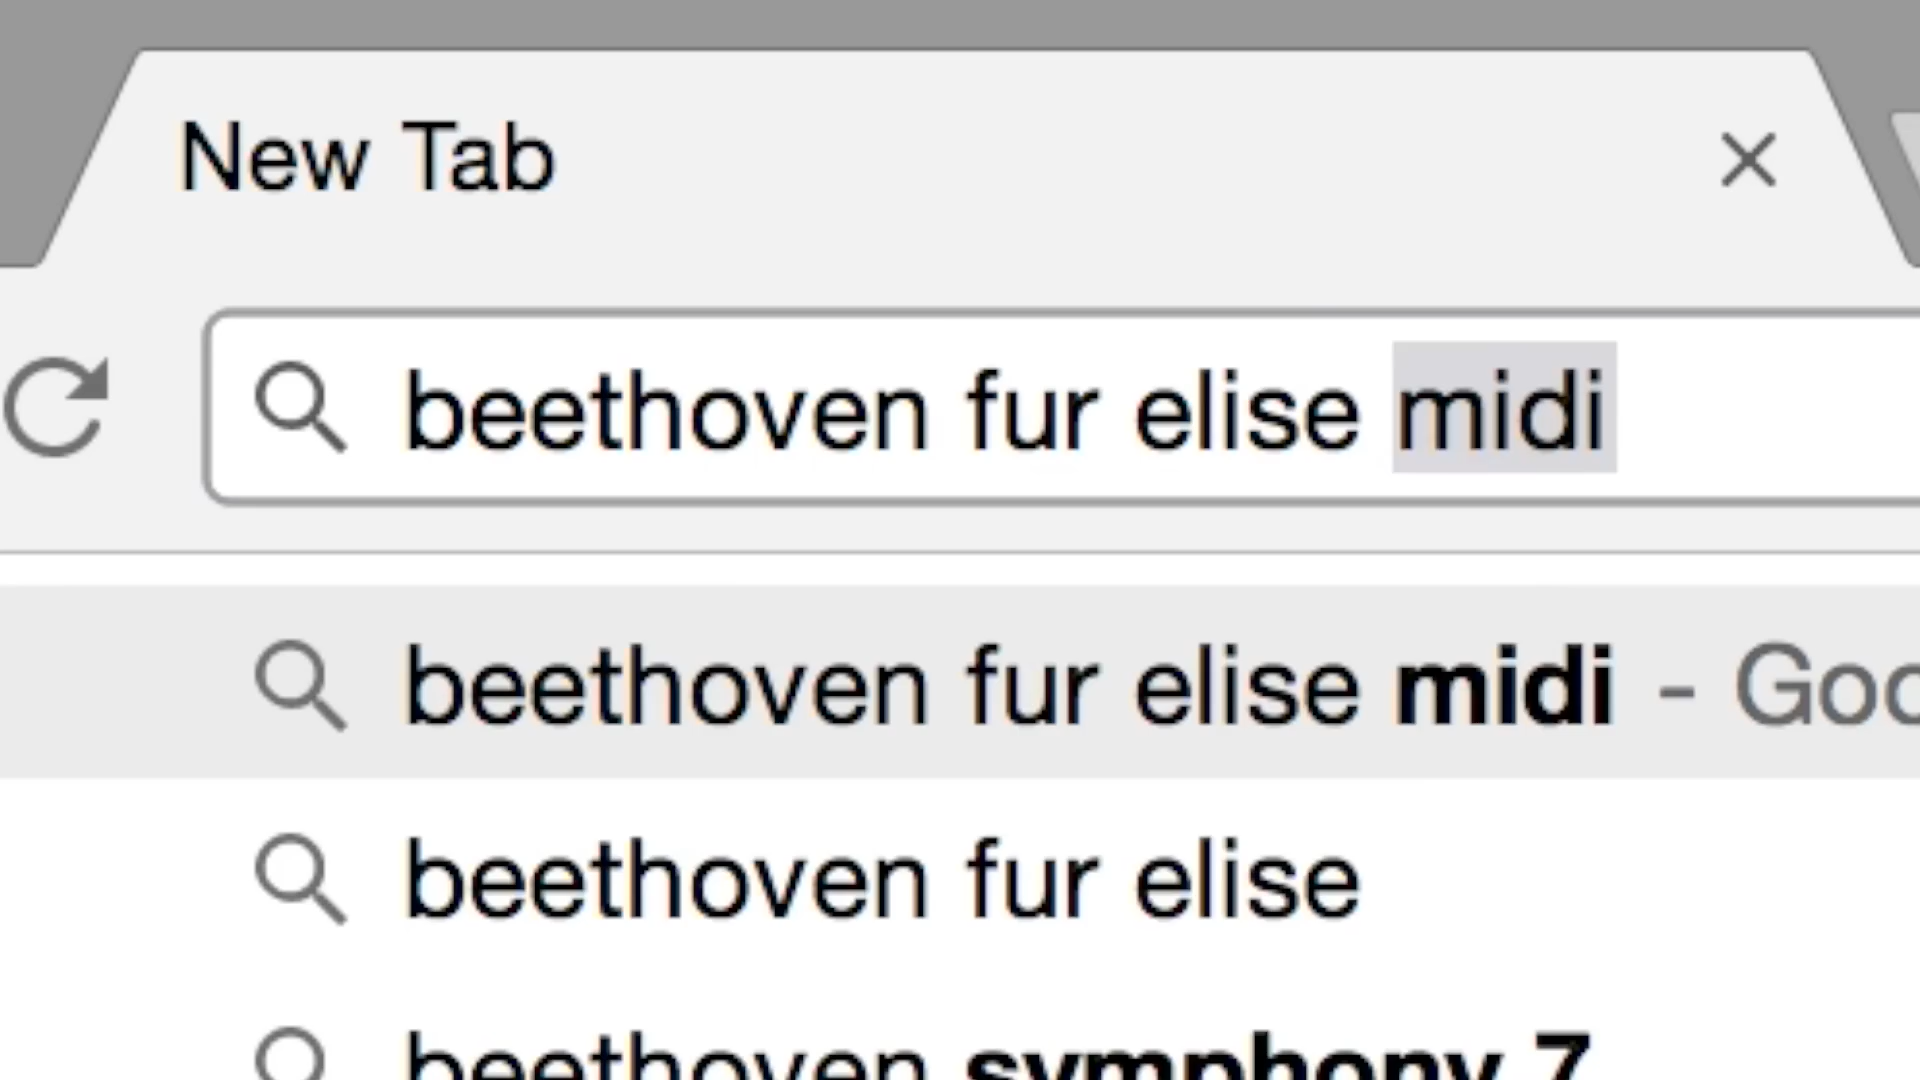 New Tab
beethoven fur elise midi
beethoven fur elise midi -
beethoven fur elise
beethoven symphony 7